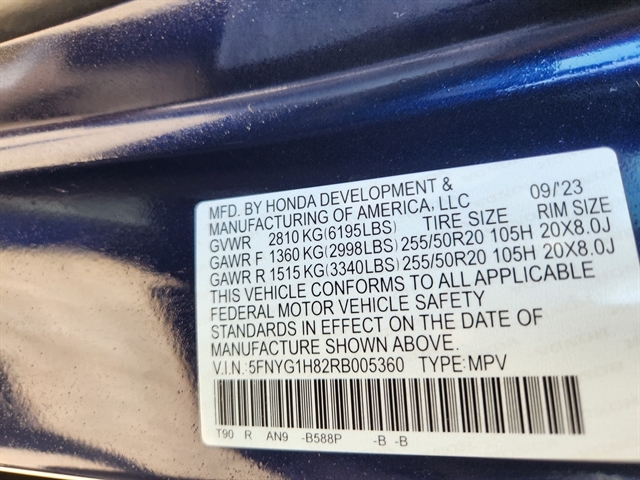 MFD. BY HONDA DEVELOPMENT & 09/'23
MANUFACTURING OF AMERICA, LLC
GVWR 2810 KG(6195LBS) TIRE SIZE RIM SIZE
GAWR F 1360 KG(2998LBS) 255/50R20 105H 20X8.0J
GAWR R 1515 KG(3340LBS) 255/50R20 105H 20X8.0J
THIS VEHICLE CONFORMS TO ALL APPLICABLE
FEDERAL MOTOR VEHICLE SAFETY
STANDARDS IN EFFECT ON THE DATE OF
MANUFACTURE SHOWN ABOVE.
V.I.N.:5FNYG1H82RB005360 TYPE:MPV
T90 R AN9 -B588P -B -B